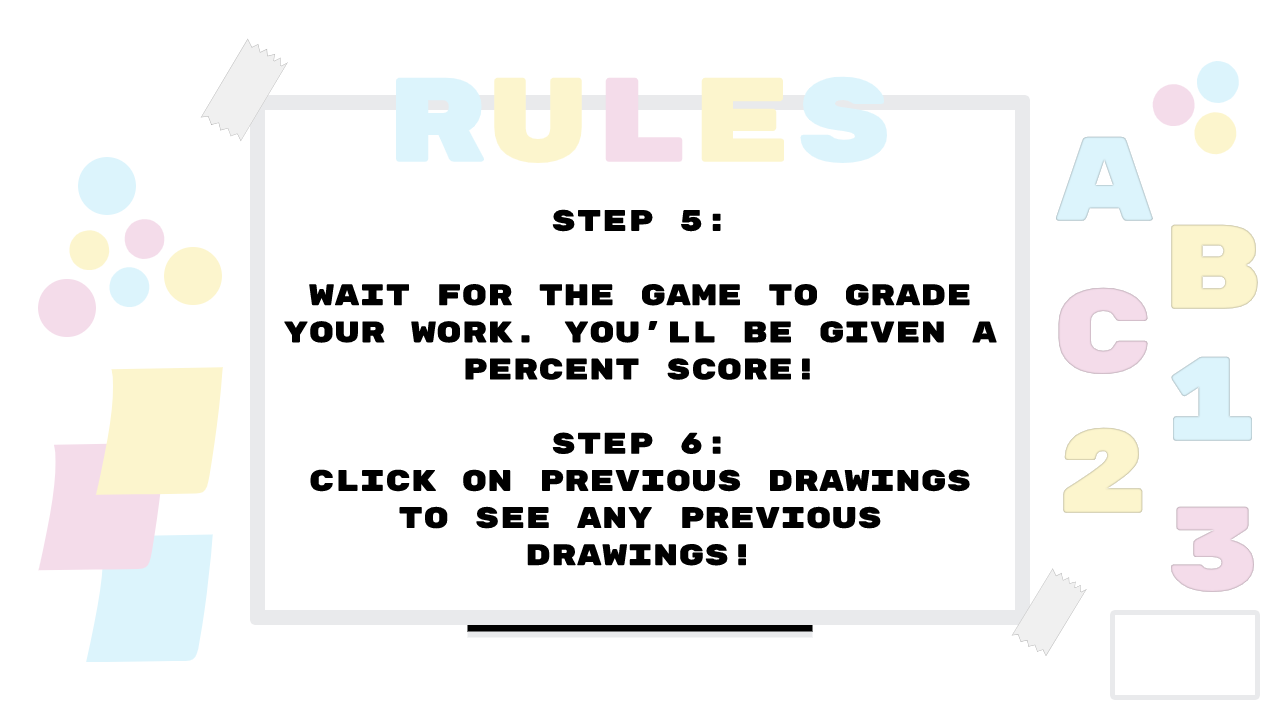 RULES
STEP 5:
WAIT FOR THE GAME TO GRADE
YOUR WORK. YOU'LL BE GIVEN A
PERCENT SCORE!
STEP 6:
CLICK ON PREVIOUS DRAWINGS
TO SEE ANY PREVIOUS
DRAWINGS!
A
B
C
1
2
3